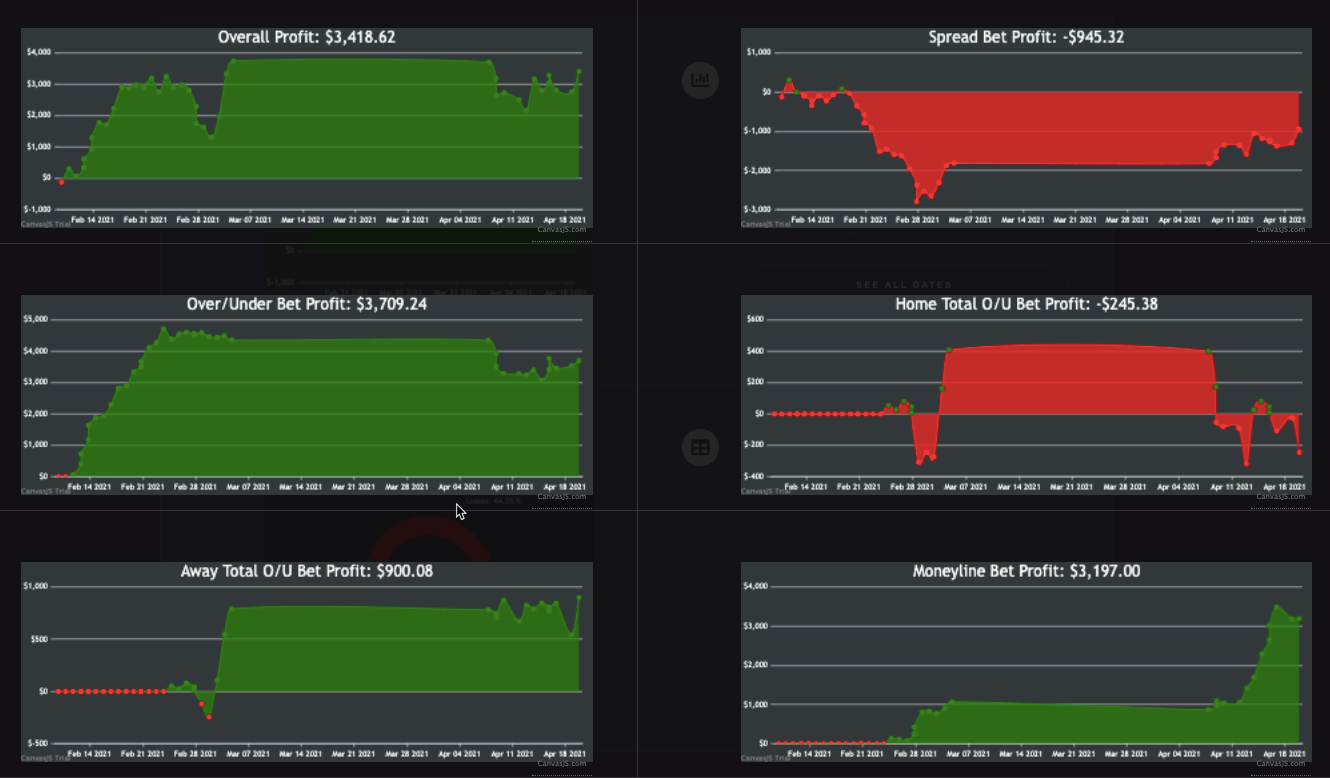 Overall Profit: $3,418.62
$4,000
$3,000
$2,000
$1,000
$0
$-1,000
Feb 14 2021 Feb 21 2021 Feb 28 2021 Mar 07 2021 Mar 14 2021 Mar 21 2021 Mar 28 2021 Apr 04 2021 Apr 11 2021 Apr 18 2021
CanvasJS Trial
CanvasJS.com
Spread Bet Profit: -$945.32
$1,000
$0
$-1,000
$-2,000
$-3,000
Feb 14 2021 Feb 21 2021 Feb 28 2021 Mar 07 2021 Mar 14 2021 Mar 21 2021 Mar 28 2021 Apr 04 2021 Apr 11 2021 Apr 18 2021
CanvasJS Trial
CanvasJS.com
$0
$-1,000
SEE ALL DATES
Over/Under Bet Profit: $3,709.24
$5,000
$4,000
$3,000
$2,000
$1,000
$0
Feb 14 2021 Feb 21 2021 Feb 28 2021 Mar 07 2021 Mar 14 2021 Mar 21 2021 Mar 28 2021 Apr 04 2021 Apr 11 2021 Apr 18 2021
CanvasJS Trial
CanvasJS.com
Home Total O/U Bet Profit: -$245.38
$600
$400
$200
$0
$-200
$-400
Feb 14 2021 Feb 21 2021 Feb 28 2021 Mar 07 2021 Mar 14 2021 Mar 21 2021 Mar 28 2021 Apr 04 2021 Apr 11 2021 Apr 18 2021
CanvasJS Trial
CanvasJS.com
Away Total O/U Bet Profit: $900.08
$1,000
$500
$0
$-500
Feb 14 2021 Feb 21 2021 Feb 28 2021 Mar 07 2021 Mar 14 2021 Mar 21 2021 Mar 28 2021 Apr 04 2021 Apr 11 2021 Apr 18 2021
CanvasJS Trial
CanvasJS.com
Moneyline Bet Profit: $3,197.00
$4,000
$3,000
$2,000
$1,000
$0
Feb 14 2021 Feb 21 2021 Feb 28 2021 Mar 07 2021 Mar 14 2021 Mar 21 2021 Mar 28 2021 Apr 04 2021 Apr 11 2021 Apr 18 2021
CanvasJS Trial
CanvasJS.com